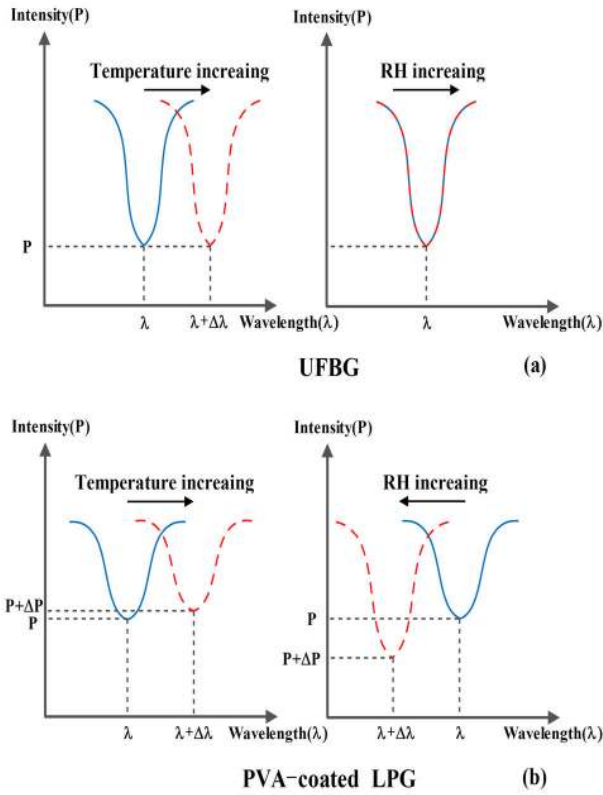 Intensity(P)
Temperature increaing
P
λ
λ+Δλ
Wavelength(λ)
Intensity(P)
RH increaing
λ
Wavelength(λ)
UFBG
(a)
Intensity(P)
Temperature increaing
P+ΔP
P
λ
λ+Δλ
Wavelength(λ)
Intensity(P)
RH increaing
P
P+ΔP
λ+Δλ
λ
Wavelength(λ)
PVA-coated LPG
(b)